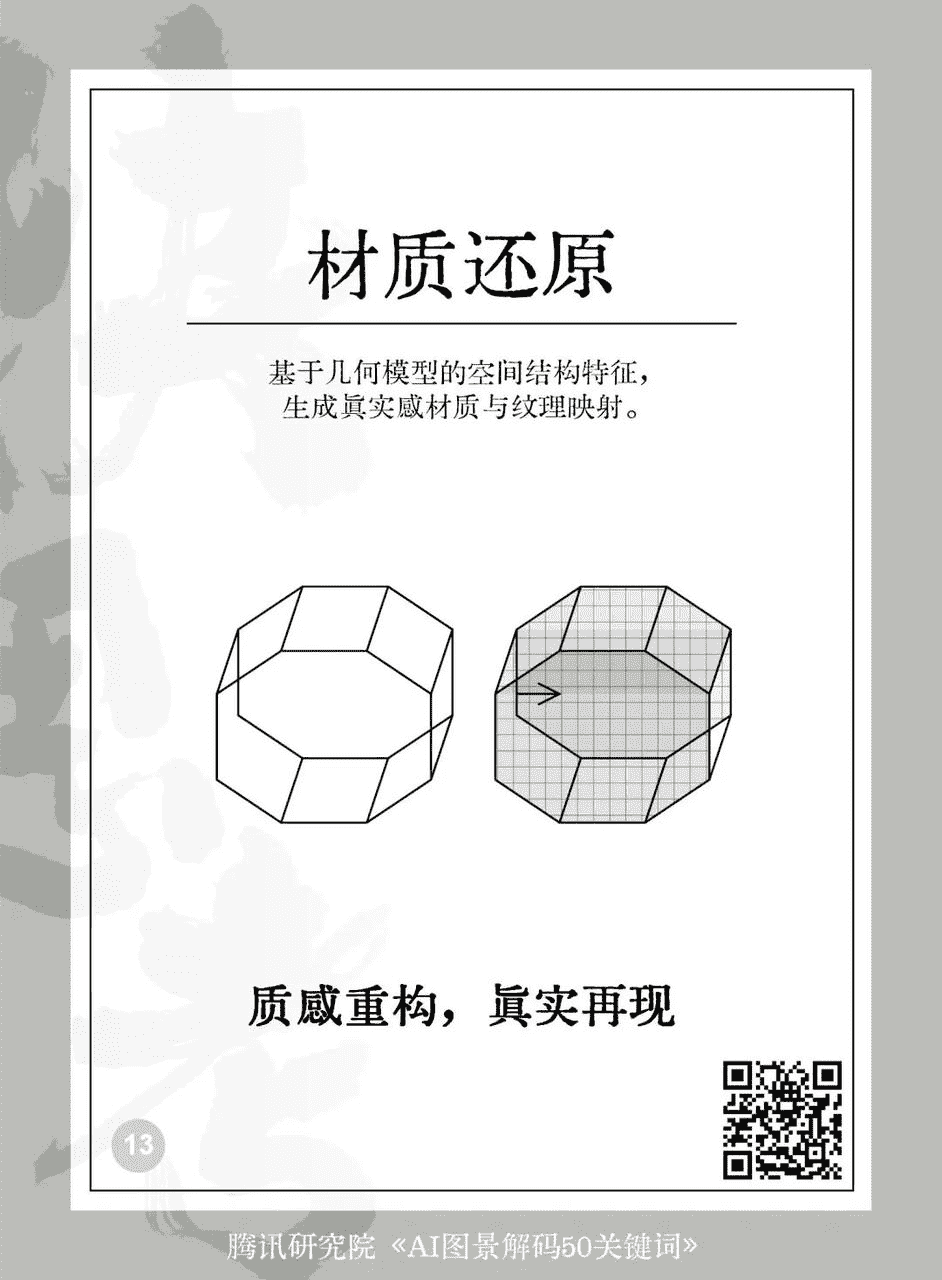 材质还原
基于几何模型的空间结构特征，
生成眞实感材质与纹理映射。
质感重构，眞实再现
13
腾讯研究院《AI图景解码50关键词》